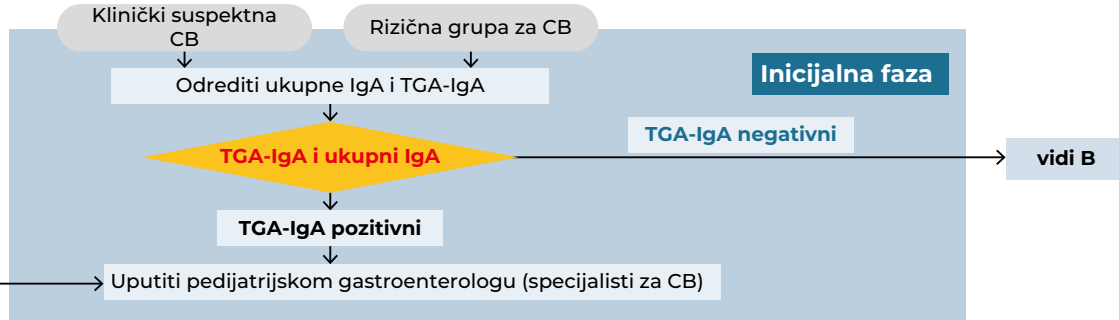 Klinički suspektna
CB
Rizična grupa za CB
Odrediti ukupne IgA i TGA-IgA
Inicijalna faza
TGA-IgA i ukupni IgA
TGA-IgA negativni
vidi B
TGA-IgA pozitivni
Uputiti pedijatrijskom gastroenterologu (specijalisti za CB)